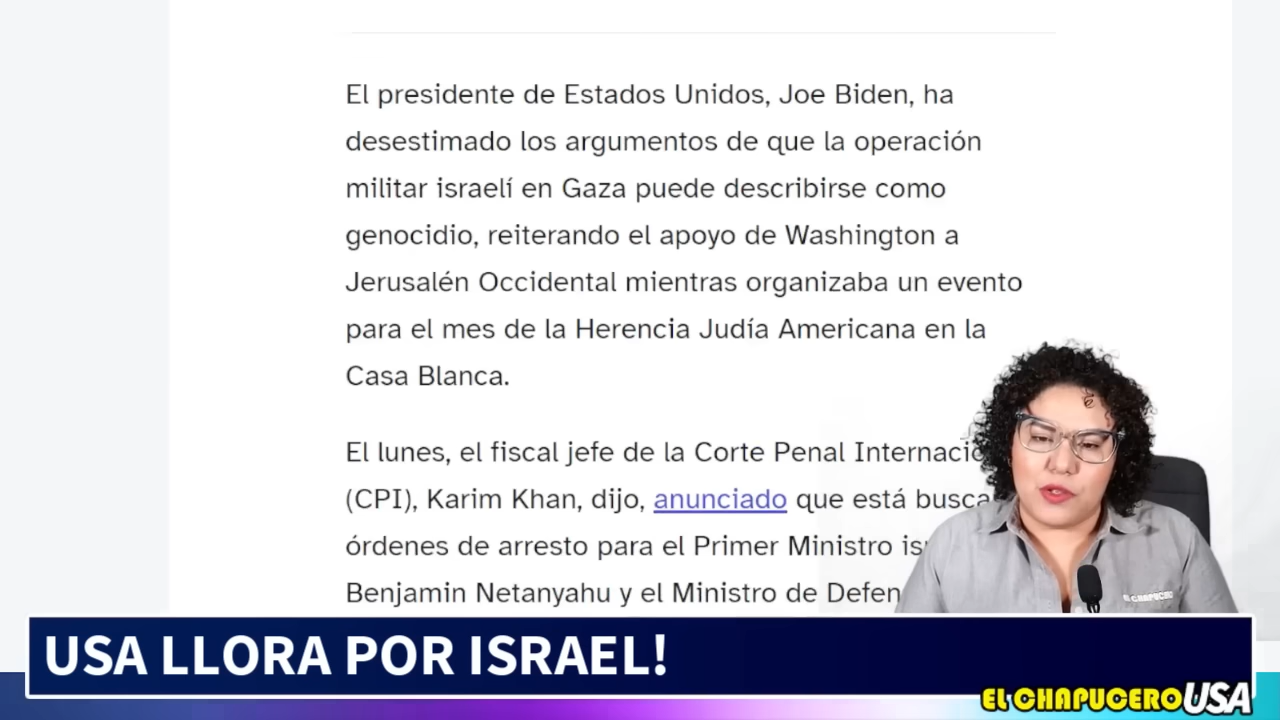 El presidente de Estados Unidos, Joe Biden, ha
desestimado los argumentos de que la operación
militar israelí en Gaza puede describirse como
genocidio, reiterando el apoyo de Washington a
Jerusalén Occidental mientras organizaba un evento
para el mes de la Herencia Judía Americana en la
Casa Blanca.
El lunes, el fiscal jefe de la Corte Penal
(CPI), Karim Khan, dijo, anunciado que está
órdenes de arresto para el Primer Ministro
Benjamin Netanyahu y el Ministro de
EL CHAPUCERO
USA LLORA POR ISRAEL!
EL CHAPUCERO USA